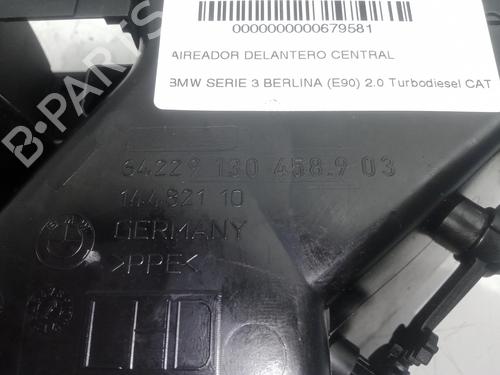 0000000000679581
AIREADOR DELANTERO CENTRAL
BMW SERIE 3 BERLINA (E90) 2.0 Turbodiesel CAT
64229 130 458.9 03
144821 10
GERMANY
>PPE<
LHD
B-PARTS